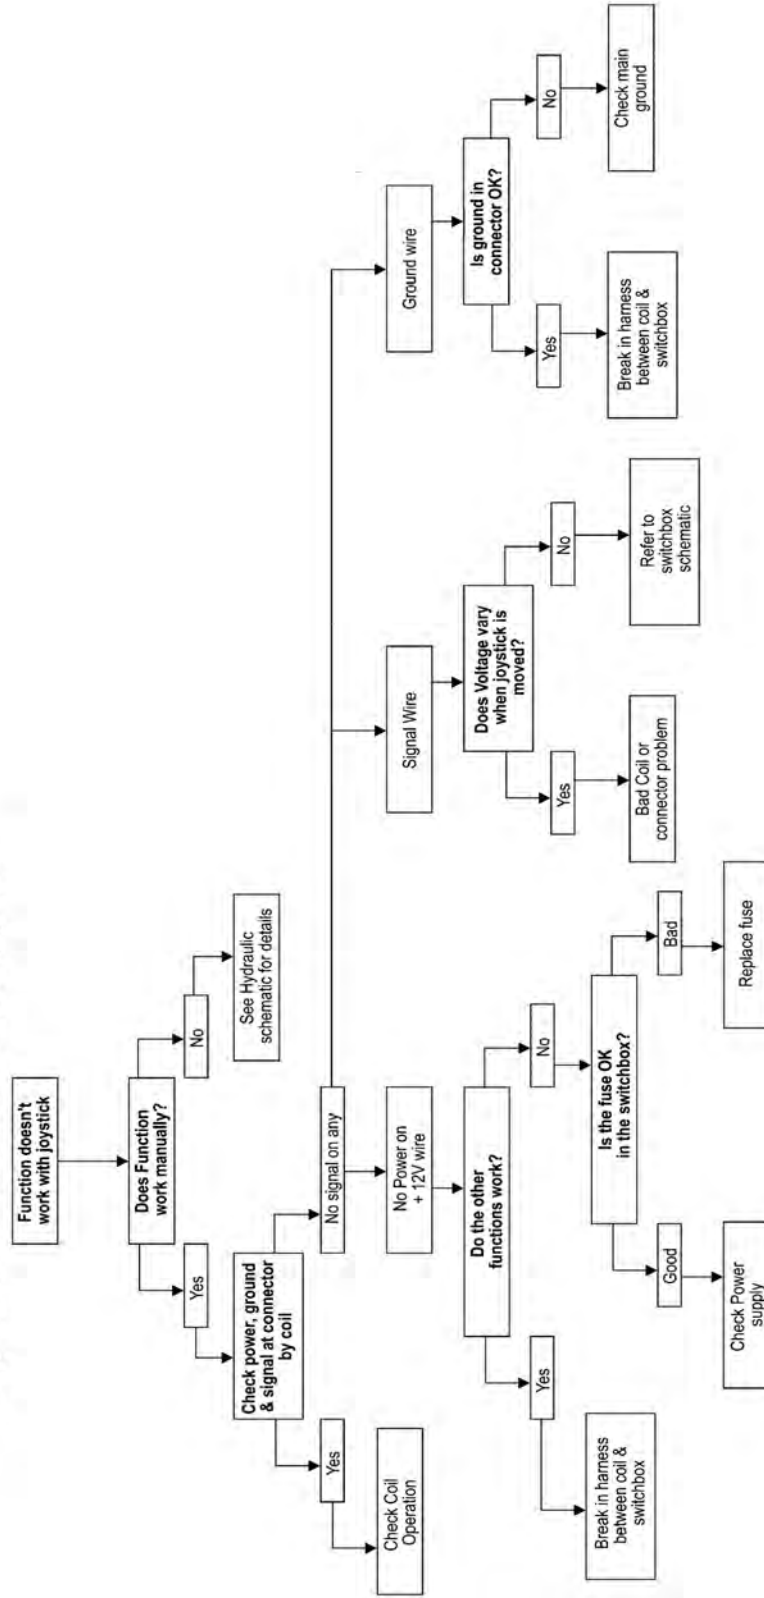 Function doesn't
work with joystick
Does Function
work manually?
Yes
No
See Hydraulic
schematic for details
Check power, ground
& signal at connector
by coil
Yes
Check Coil
Operation
No signal on any
No Power on
+ 12V wire
Do the other
functions work?
Yes
Break in harness
between coil &
switchbox
No
Is the fuse OK
in the switchbox?
Good
Check Power
supply
Bad
Replace fuse
Signal Wire
Does Voltage vary
when joystick is
moved?
Yes
Bad Coil or
connector problem
No
Refer to
switchbox
schematic
Ground wire
Is ground in
connector OK?
Yes
Break in harness
between coil &
switchbox
No
Check main
ground